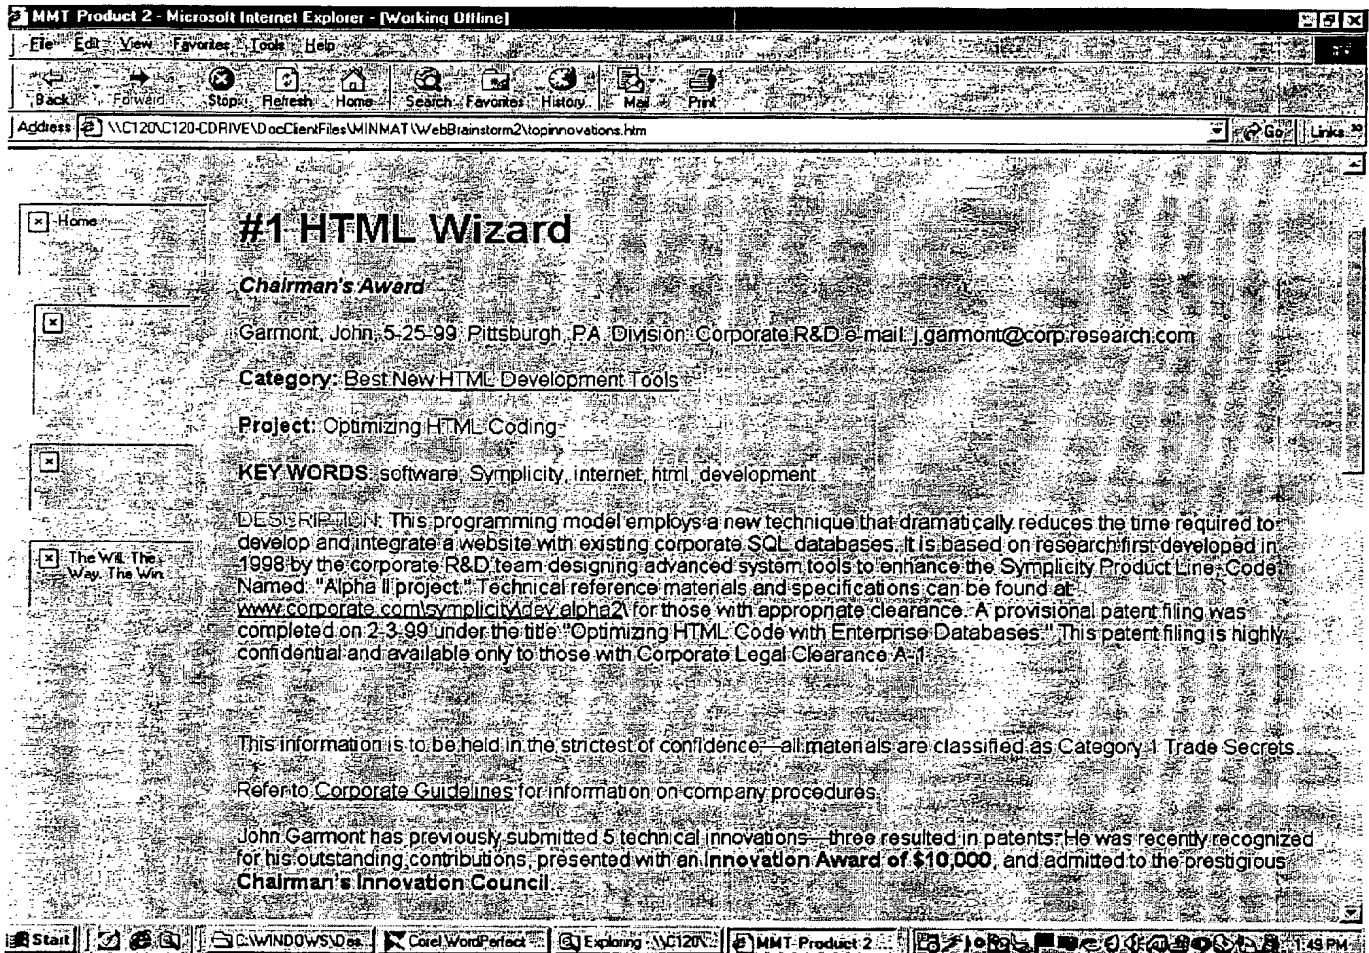 MMT Product 2 - Microsoft Internet Explorer - [Working Offline]
File Edit View Favorites Tools Help
Back Forward Stop Refresh Home Search Favorites History Mail Print
Address \\C120\C120-CDRIVE\DocClientFiles\MINMAT\WebBrainstorm2\topinnovations.htm Go Links »
Home
#1 HTML Wizard
Chairman's Award
Garmont, John, 5-25-99 Pittsburgh, PA Division: Corporate R&D e-mail: j.garmont@corp.research.com
Category: Best New HTML Development Tools
Project: Optimizing HTML Coding
KEY WORDS: software, Symplicity, internet, html, development
DESCRIPTION: This programming model employs a new technique that dramatically reduces the time required to
develop and integrate a website with existing corporate SQL databases. It is based on research first developed in
1998 by the corporate R&D team designing advanced system tools to enhance the Symplicity Product Line, Code
Named: "Alpha II project." Technical reference materials and specifications can be found at
www.corporate.com\symplicity\dev.alpha2\ for those with appropriate clearance. A provisional patent filing was
completed on 2-3-99 under the title "Optimizing HTML Code with Enterprise Databases." This patent filing is highly
confidential and available only to those with Corporate Legal Clearance A-1.
The Will. The
Way. The Win
This information is to be held in the strictest of confidence—all materials are classified as Category 1 Trade Secrets.
Refer to Corporate Guidelines for information on company procedures.
John Garmont has previously submitted 5 technical innovations—three resulted in patents. He was recently recognized
for his outstanding contributions, presented with an Innovation Award of $10,000, and admitted to the prestigious
Chairman's Innovation Council.
Start C:\WINDOWS\Des... Corel WordPerfect ... Exploring - \\C120\... MMT Product 2 ... 1:49 PM